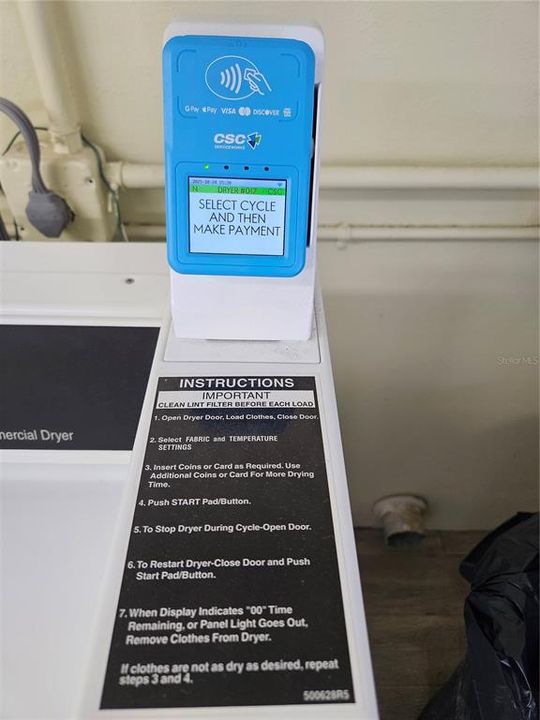 G Pay Pay VISA DISCOVER
CSC
SERVICEWORKS
N DRYER #017 CSC
SELECT CYCLE
AND THEN
MAKE PAYMENT
Stellar MLS
mercial Dryer
INSTRUCTIONS
IMPORTANT
CLEAN LINT FILTER BEFORE EACH LOAD
1. Open Dryer Door, Load Clothes, Close Door.
2. Select FABRIC and TEMPERATURE
SETTINGS
3. Insert Coins or Card as Required. Use
Additional Coins or Card For More Drying
Time.
4. Push START Pad/Button.
5. To Stop Dryer During Cycle-Open Door.
6. To Restart Dryer-Close Door and Push
Start Pad/Button.
7. When Display Indicates "00" Time
Remaining, or Panel Light Goes Out,
Remove Clothes From Dryer.
If clothes are not as dry as desired, repeat
steps 3 and 4.
500628R5